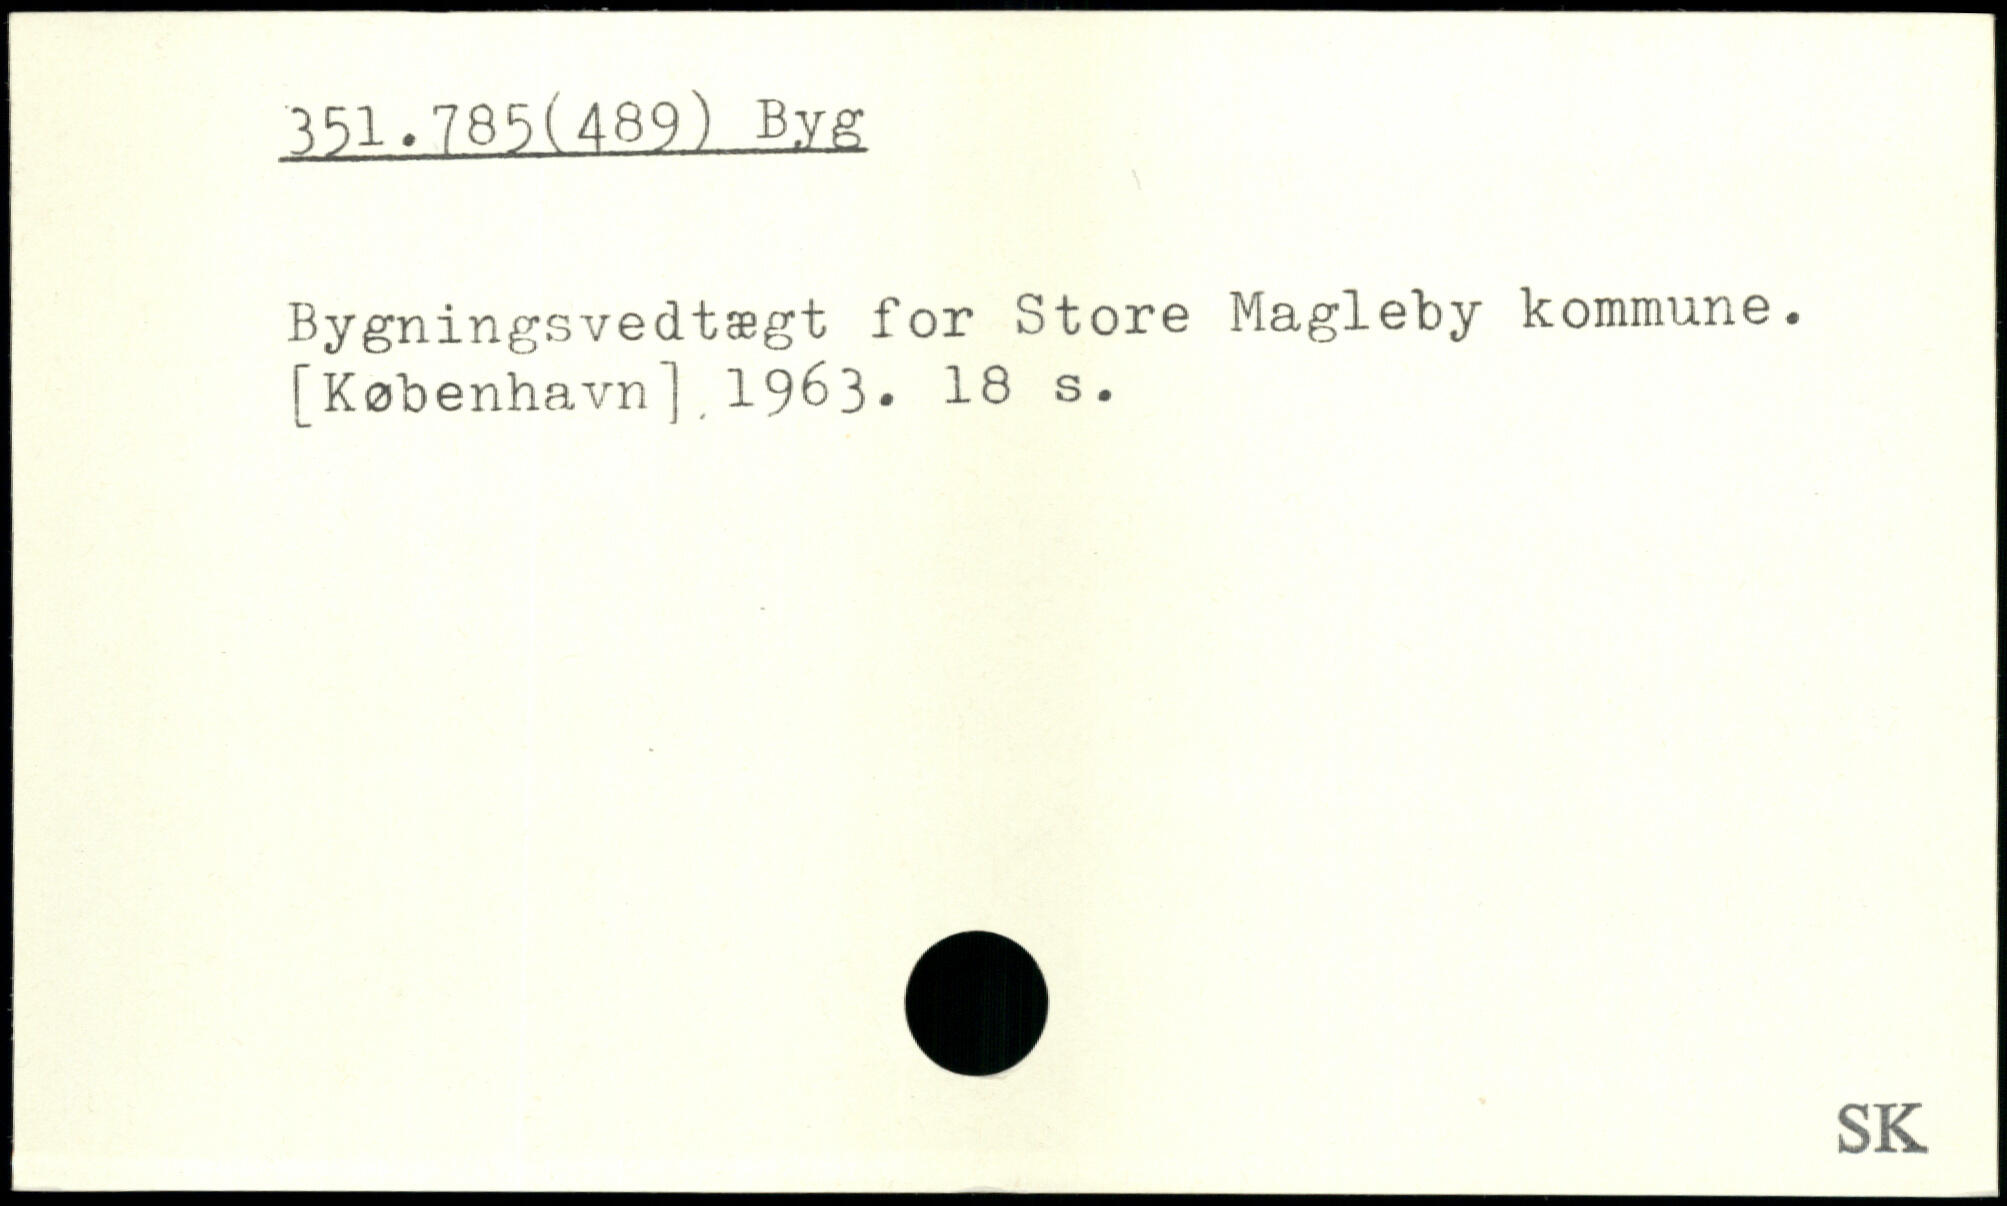 351.785(489) Byg
Bygningsvedtægt for Store Magleby kommune.
[København], 1963. 18 s.
SK